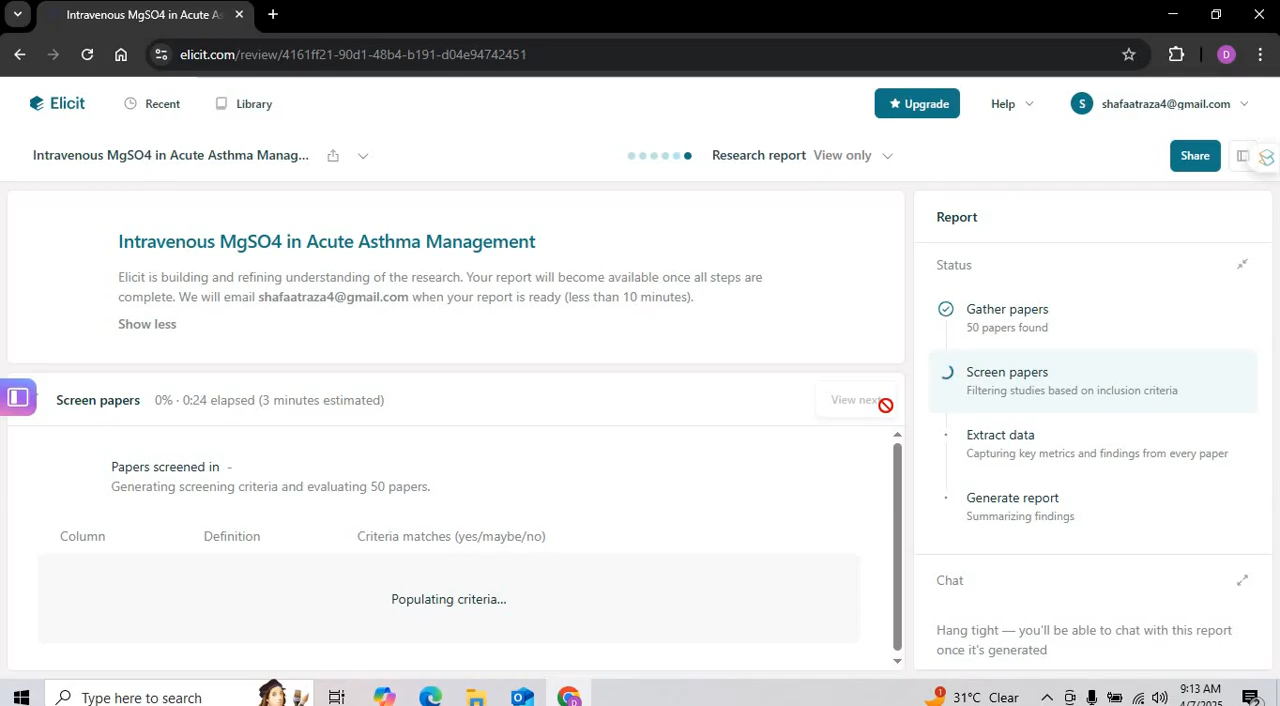 Intravenous MgSO4 in Acute As
elicit.com/review/4161ff21-90d1-48b4-b191-d04e94742451
D
Elicit
Recent
Library
Upgrade
Help
S
shafaatraza4@gmail.com
Intravenous MgSO4 in Acute Asthma Manag...
Research report View only
Share
Intravenous MgSO4 in Acute Asthma Management
Elicit is building and refining understanding of the research. Your report will become available once all steps are
complete. We will email shafaatraza4@gmail.com when your report is ready (less than 10 minutes).
Show less
Screen papers 0% · 0:24 elapsed (3 minutes estimated)
View next
Papers screened in -
Generating screening criteria and evaluating 50 papers.
Column Definition Criteria matches (yes/maybe/no)
Populating criteria...
Report
Status
Gather papers
50 papers found
Screen papers
Filtering studies based on inclusion criteria
Extract data
Capturing key metrics and findings from every paper
Generate report
Summarizing findings
Chat
Hang tight — you'll be able to chat with this report
once it's generated
Type here to search
1
31°C Clear
9:13 AM
4/7/2025
2